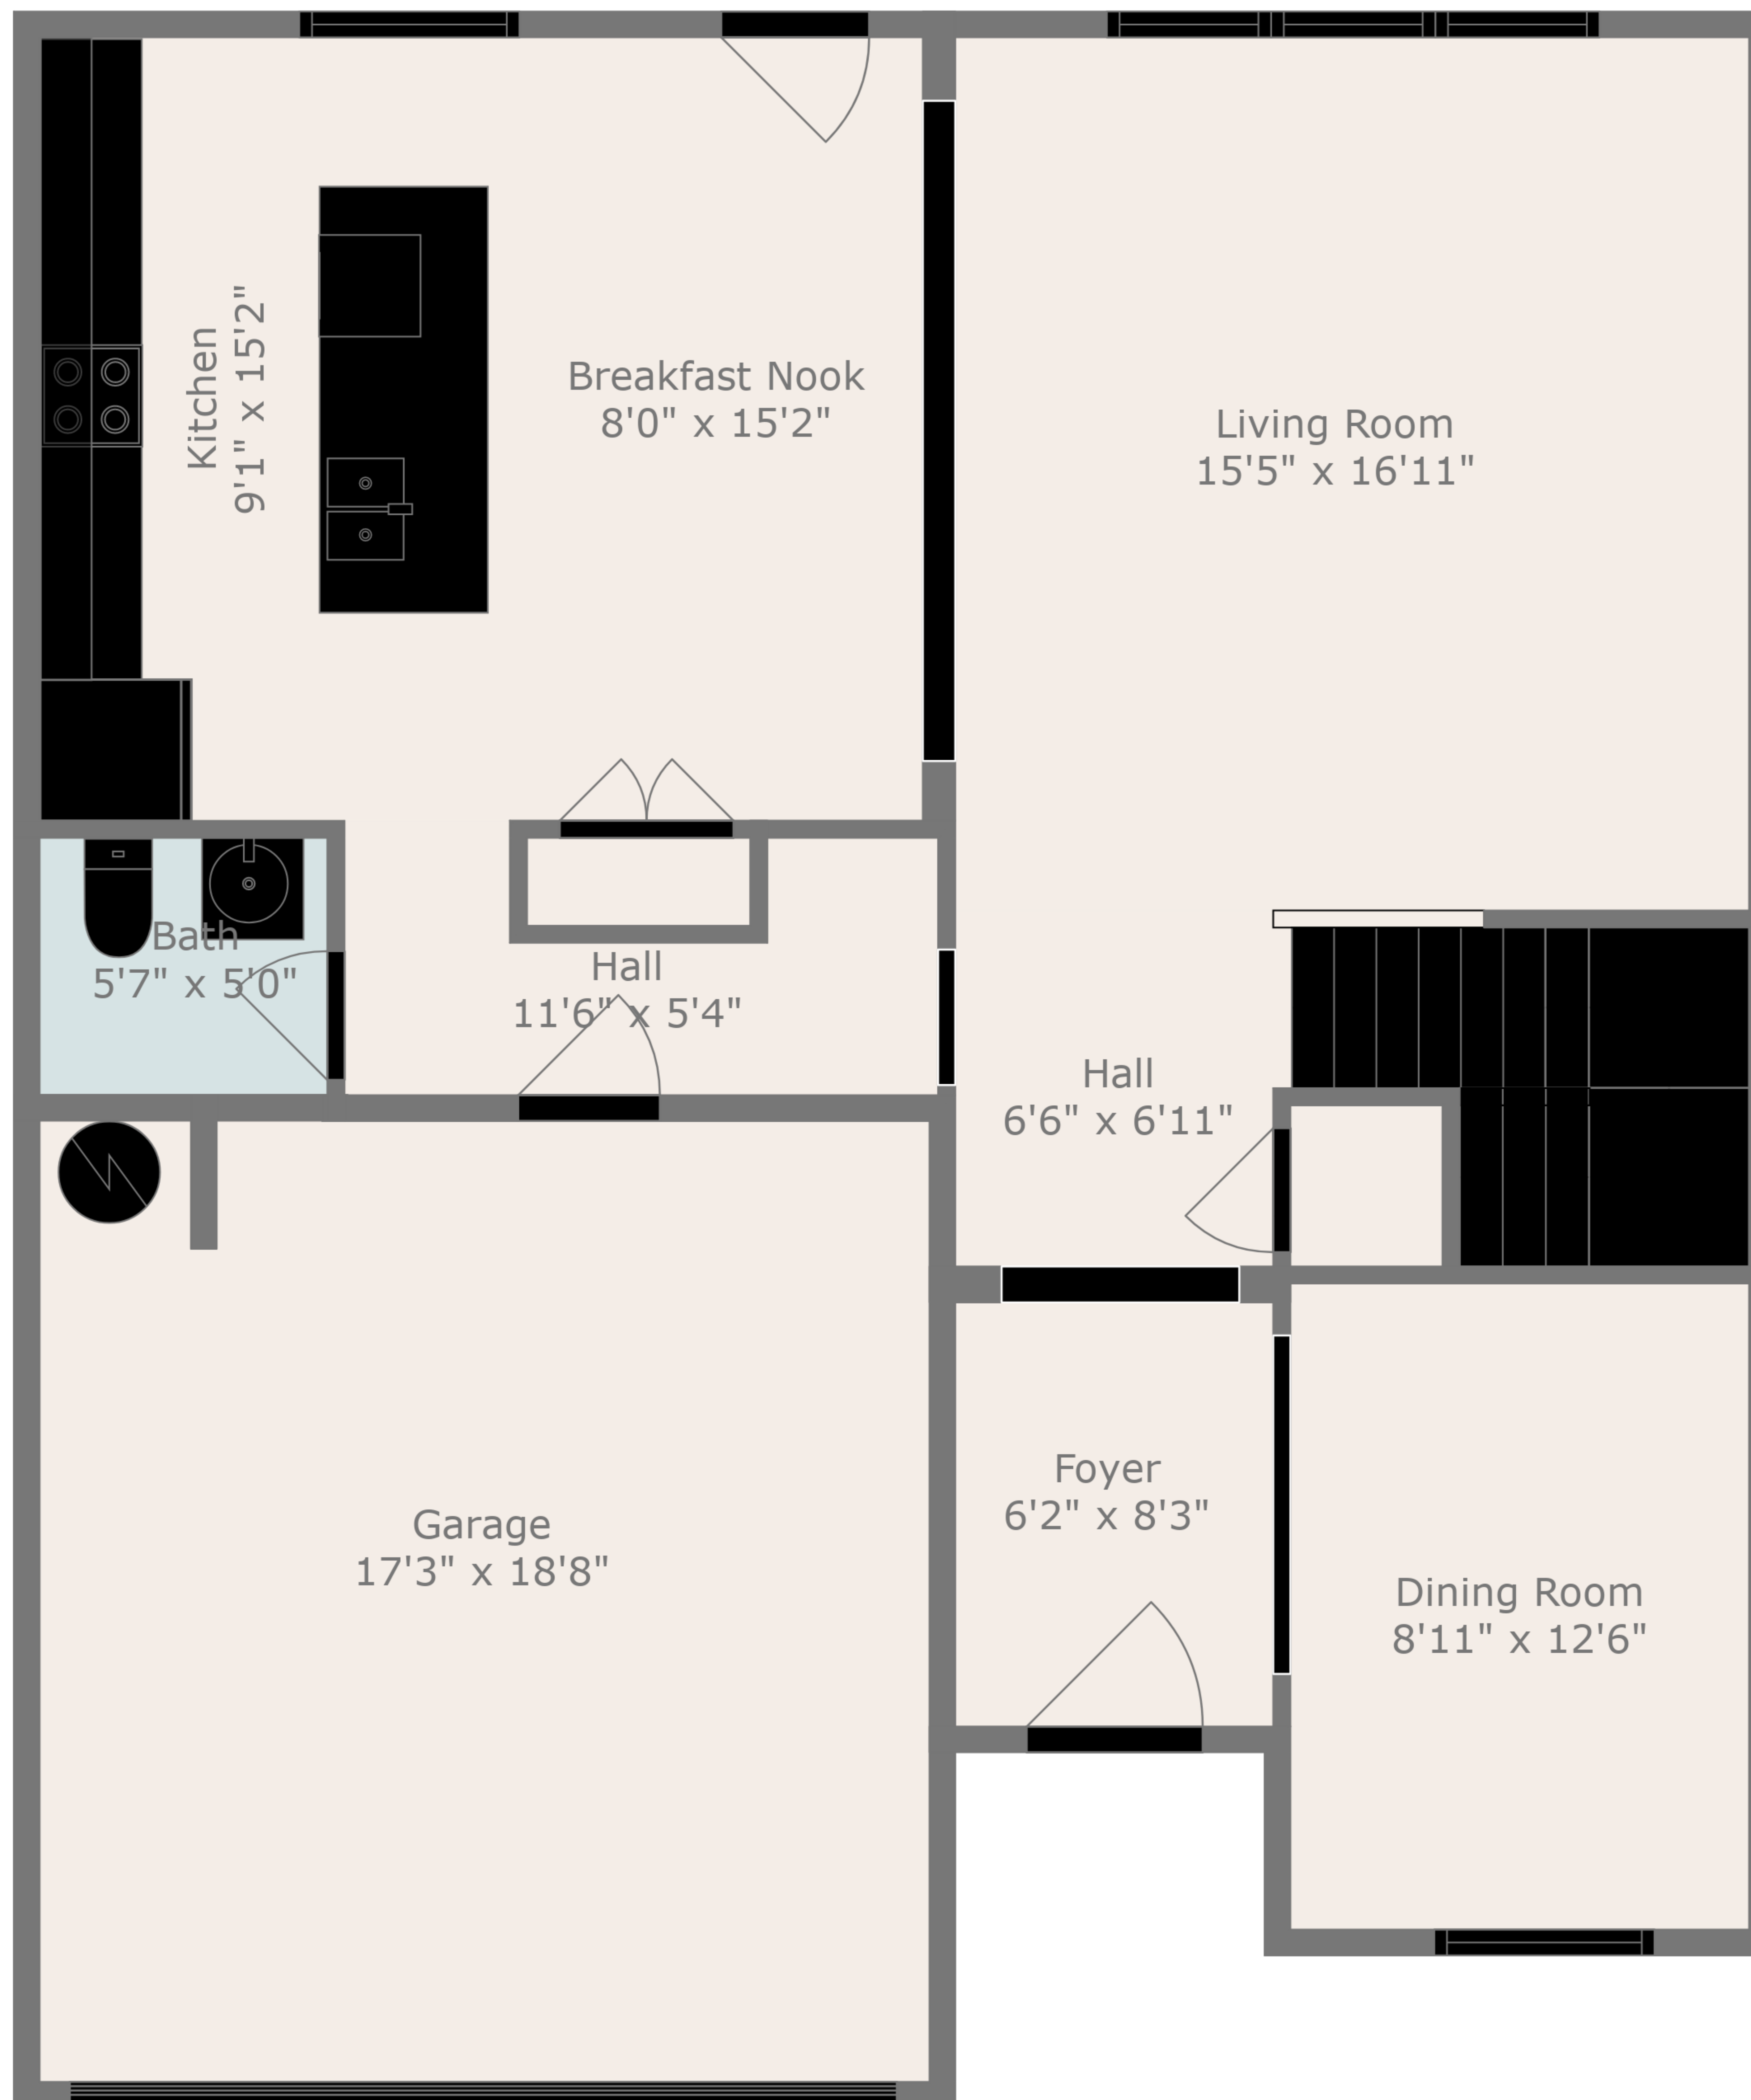 Kitchen
9'1" x 15'2"
Breakfast Nook
8'0" x 15'2"
Living Room
15'5" x 16'11"
Bath
5'7" x 5'0"
Hall
11'6" x 5'4"
Hall
6'6" x 6'11"
Foyer
6'2" x 8'3"
Garage
17'3" x 18'8"
Dining Room
8'11" x 12'6"